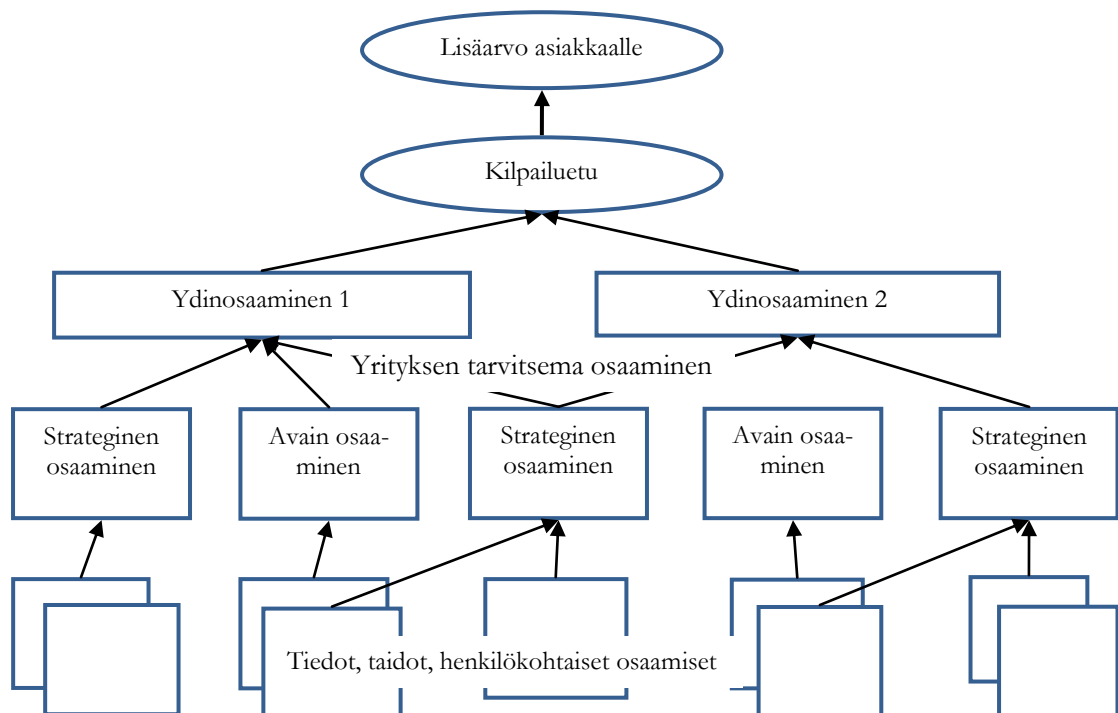 Lisäarvo asiakkaalle
Kilpailuetu
Ydinosaaminen 1
Ydinosaaminen 2
Yrityksen tarvitsema osaaminen
Strateginen
osaaminen
Avain osaa-
minen
Strateginen
osaaminen
Avain osaa-
minen
Strateginen
osaaminen
Tiedot, taidot, henkilökohtaiset osaamiset